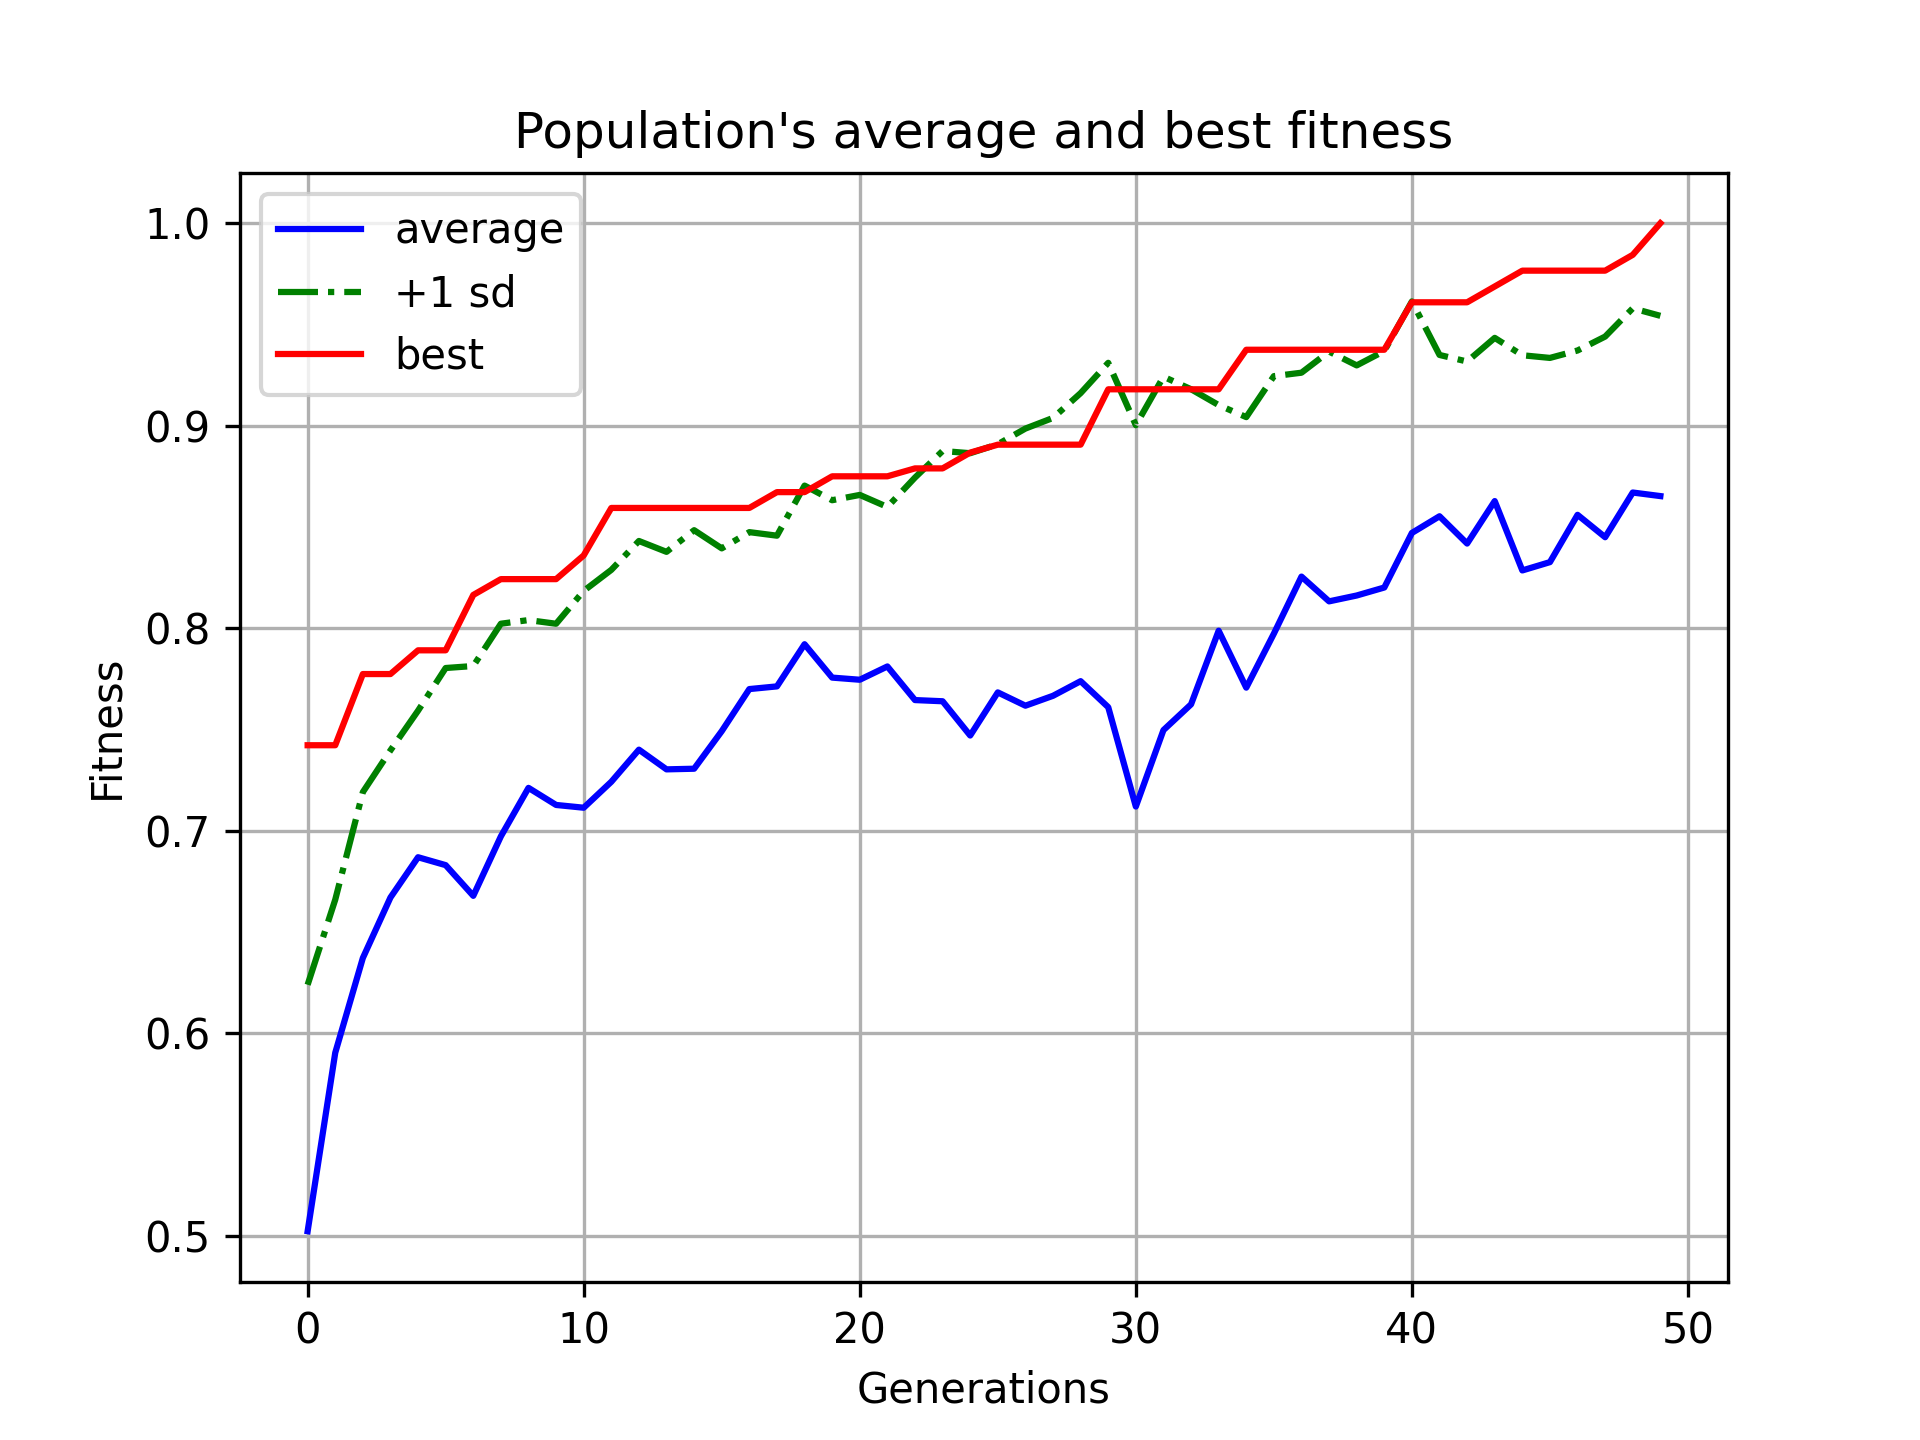 Population's average and best fitness
average
+1 sd
best
1.0
0.9
0.8
0.7
0.6
0.5
Fitness
0 10 20 30 40 50
Generations